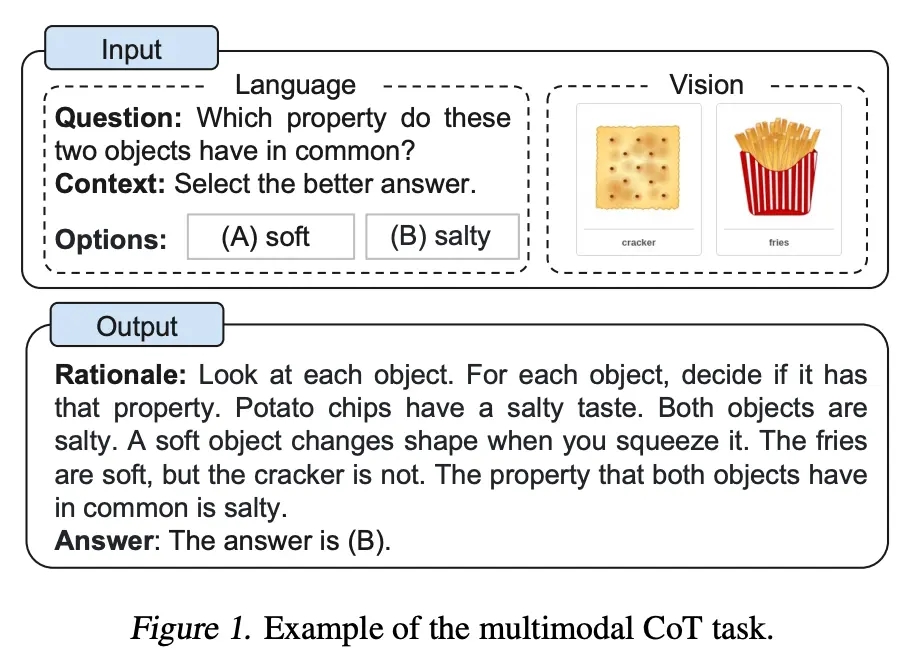 Input
Language
Question: Which property do these
two objects have in common?
Context: Select the better answer.
Options: (A) soft (B) salty
Vision
cracker
fries
Output
Rationale: Look at each object. For each object, decide if it has
that property. Potato chips have a salty taste. Both objects are
salty. A soft object changes shape when you squeeze it. The fries
are soft, but the cracker is not. The property that both objects have
in common is salty.
Answer: The answer is (B).
Figure 1. Example of the multimodal CoT task.